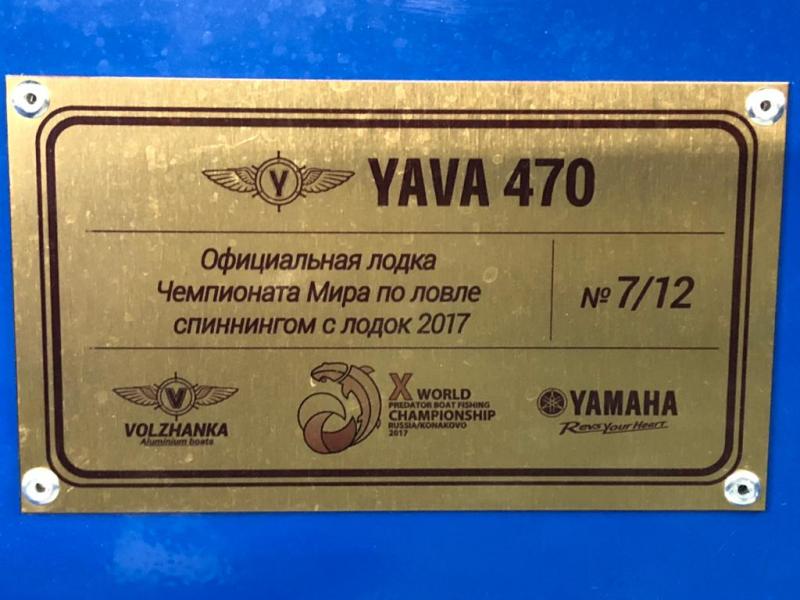 Y YAVA 470
Официальная лодка
Чемпионата Мира по ловле
спиннингом с лодок 2017
№ 7/12
V
VOLZHANKA
Aluminium boats
X WORLD
PREDATOR BOAT FISHING
CHAMPIONSHIP
RUSSIA/KONAKOVO
2017
YAMAHA
Revs Your Heart